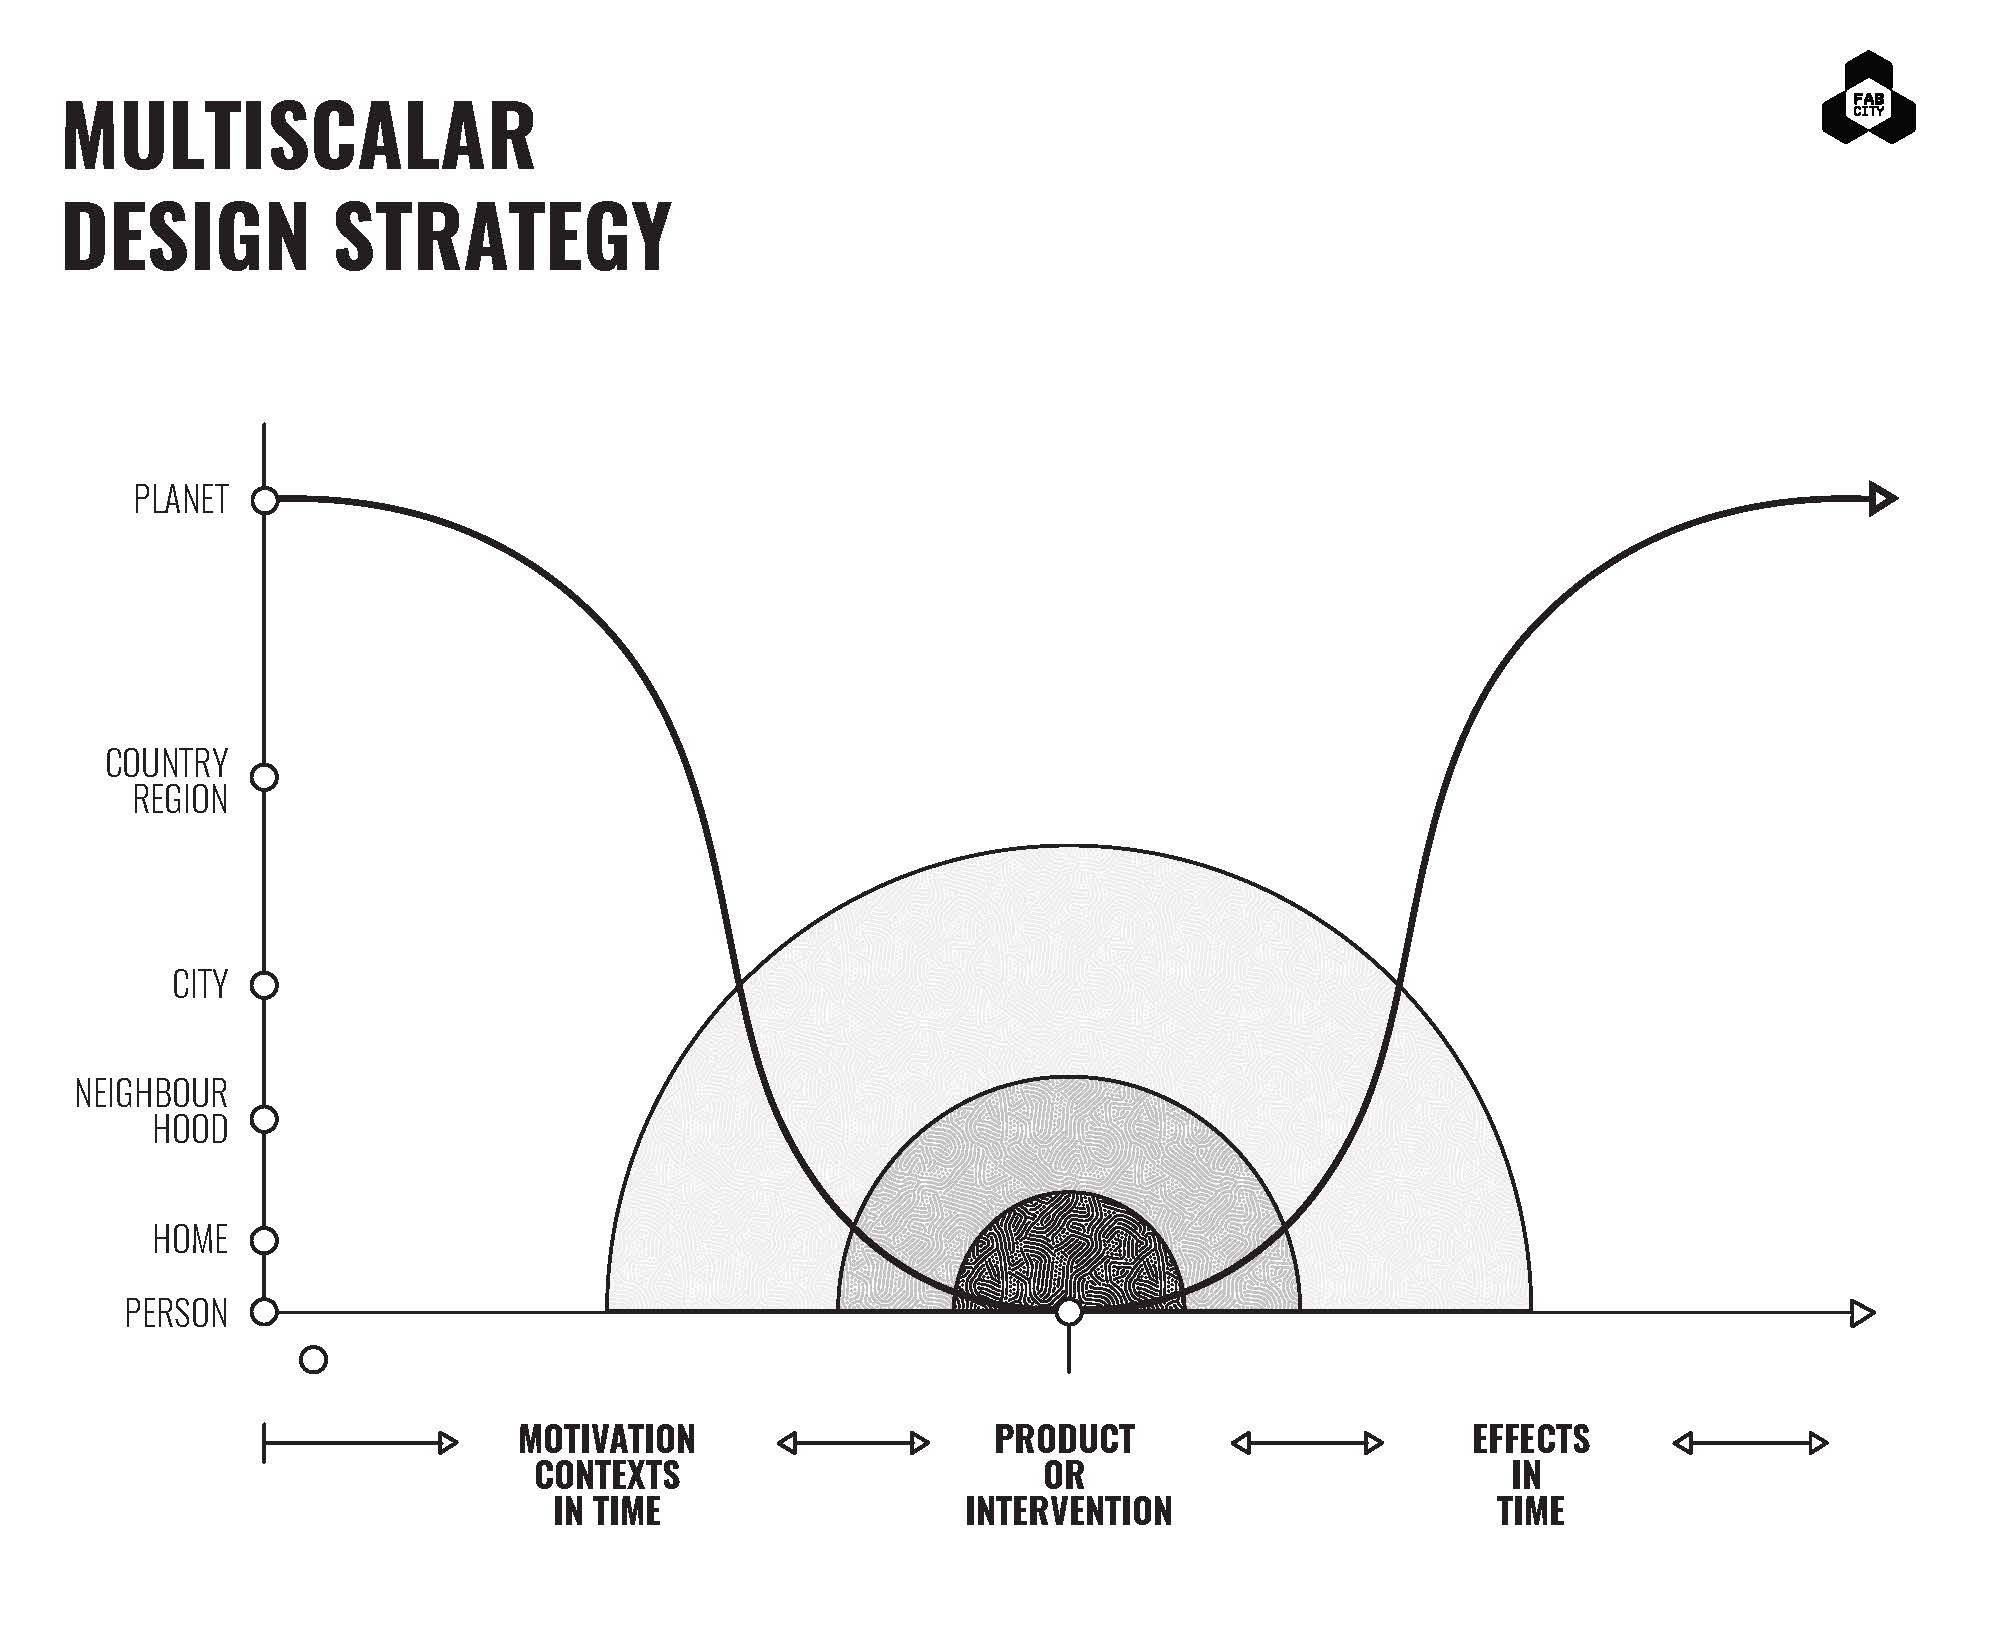 FAB
CITY
MULTISCALAR
DESIGN STRATEGY
PLANET
COUNTRY
REGION
CITY
NEIGHBOUR
HOOD
HOME
PERSON
MOTIVATION
CONTEXTS
IN TIME
PRODUCT
OR
INTERVENTION
EFFECTS
IN
TIME